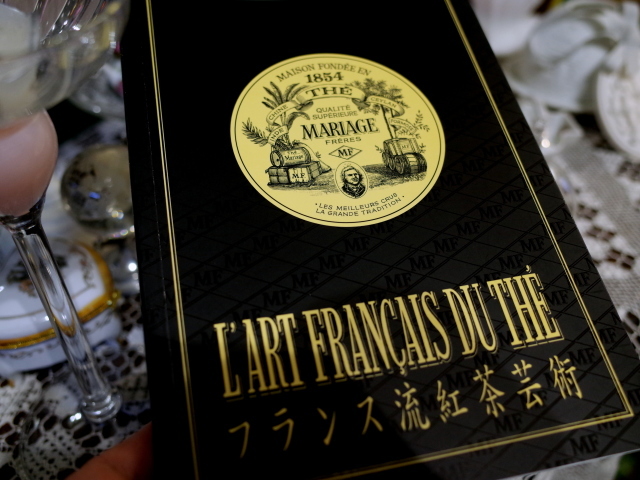 MAISON FONDÉE EN
1854
THÉ
QUALITÉ
SUPÉRIEURE
MARIAGE
FRÈRES
MF
M.F
• LES MEILLEURS CRUS •
LA GRANDE TRADITION •
L'ART FRANÇAIS DU THÉ
フランス流紅茶芸術